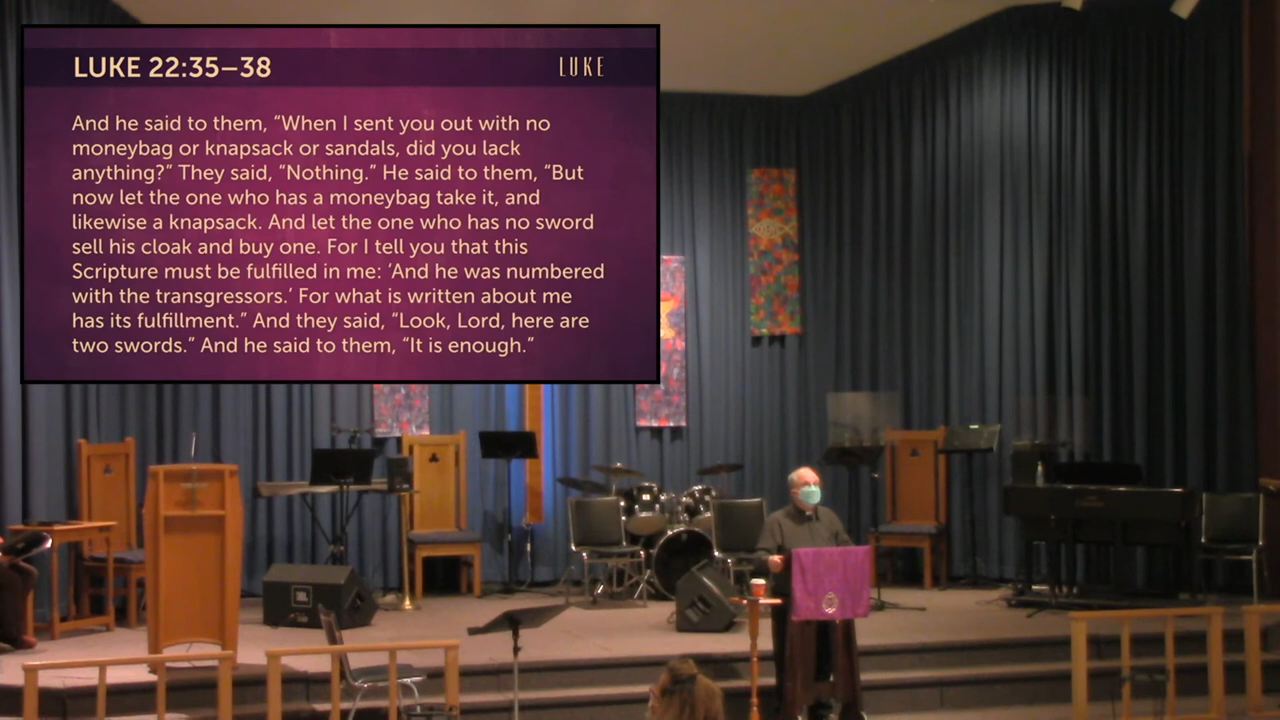 LUKE 22:35–38
LUKE
And he said to them, “When I sent you out with no
moneybag or knapsack or sandals, did you lack
anything?” They said, “Nothing.” He said to them, “But
now let the one who has a moneybag take it, and
likewise a knapsack. And let the one who has no sword
sell his cloak and buy one. For I tell you that this
Scripture must be fulfilled in me: ‘And he was numbered
with the transgressors.’ For what is written about me
has its fulfillment.” And they said, “Look, Lord, here are
two swords.” And he said to them, “It is enough.”
JBL